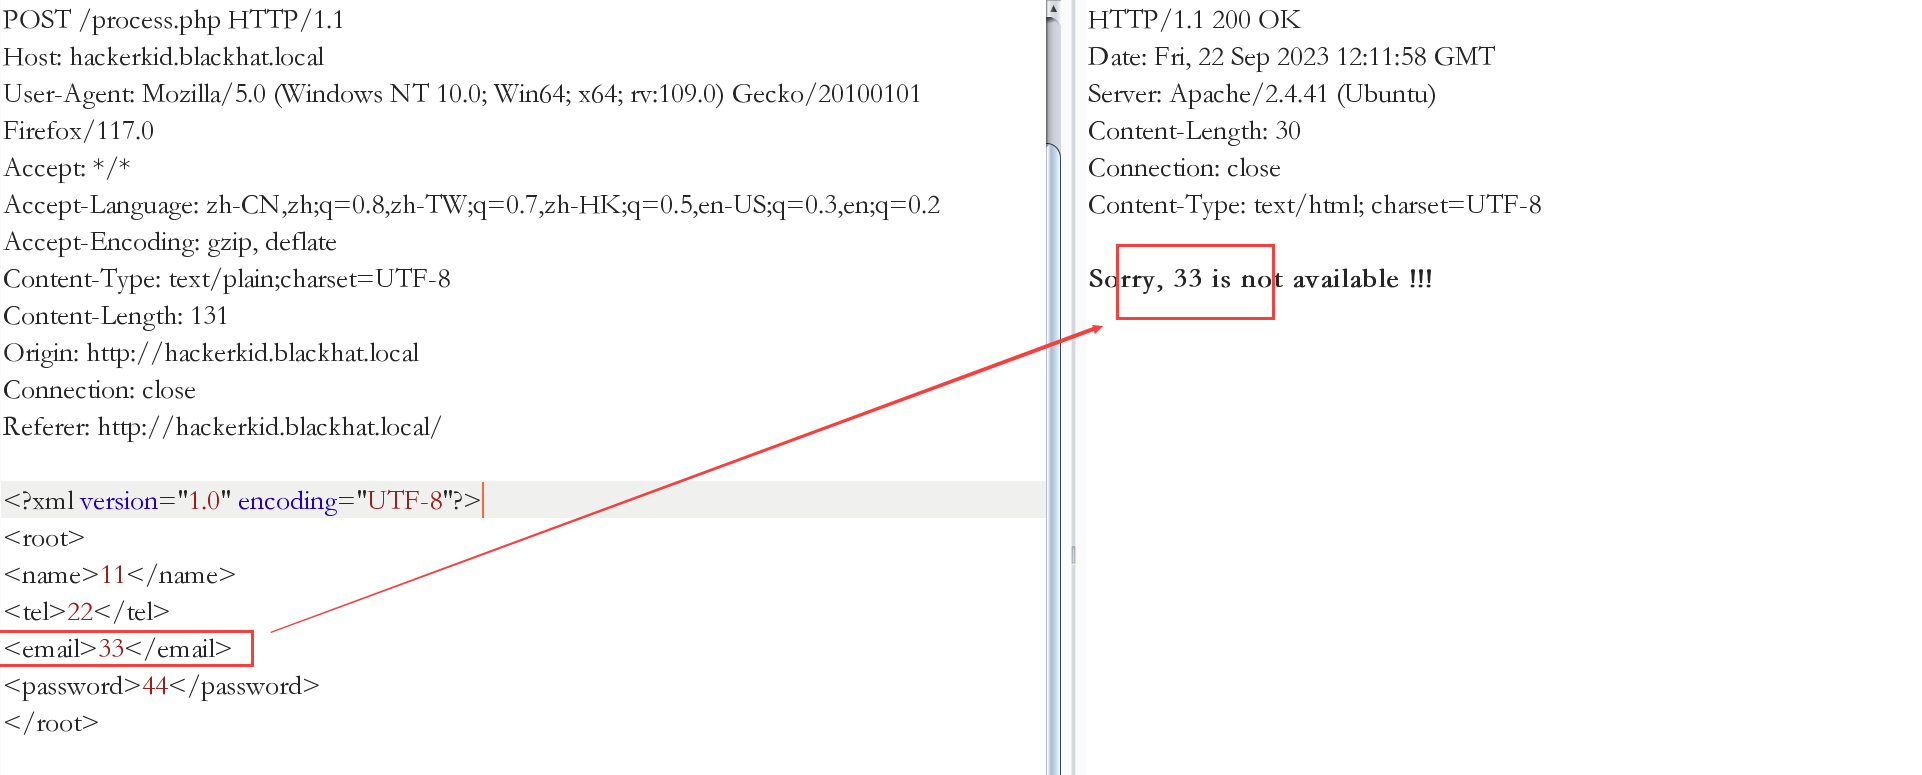 POST /process.php HTTP/1.1
Host: hackerkid.blackhat.local
User-Agent: Mozilla/5.0 (Windows NT 10.0; Win64; x64; rv:109.0) Gecko/20100101
Firefox/117.0
Accept: */*
Accept-Language: zh-CN,zh;q=0.8,zh-TW;q=0.7,zh-HK;q=0.5,en-US;q=0.3,en;q=0.2
Accept-Encoding: gzip, deflate
Content-Type: text/plain;charset=UTF-8
Content-Length: 131
Origin: http://hackerkid.blackhat.local
Connection: close
Referer: http://hackerkid.blackhat.local/
<?xml version="1.0" encoding="UTF-8"?>
<root>
<name>11</name>
<tel>22</tel>
<email>33</email>
<password>44</password>
</root>
HTTP/1.1 200 OK
Date: Fri, 22 Sep 2023 12:11:58 GMT
Server: Apache/2.4.41 (Ubuntu)
Content-Length: 30
Connection: close
Content-Type: text/html; charset=UTF-8
Sorry, 33 is not available !!!